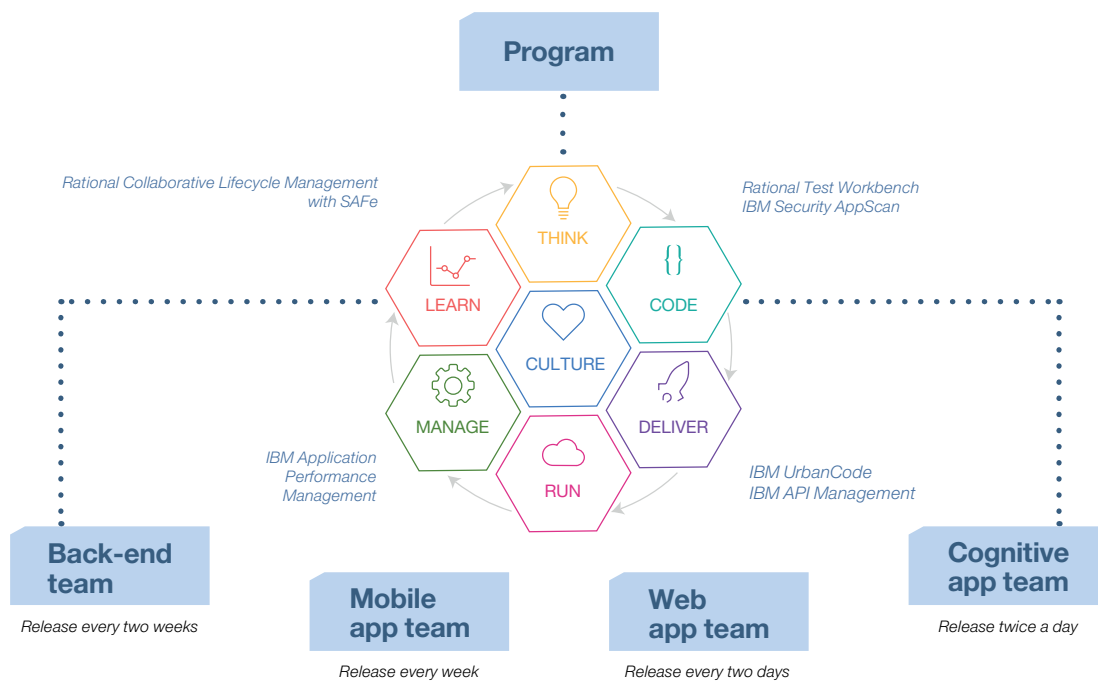 Program
Rational Collaborative Lifecycle Management
with SAFe
Rational Test Workbench
IBM Security AppScan
THINK
LEARN
CODE
CULTURE
MANAGE
DELIVER
RUN
IBM Application
Performance
Management
IBM UrbanCode
IBM API Management
Back-end
team
Release every two weeks
Mobile
app team
Release every week
Web
app team
Release every two days
Cognitive
app team
Release twice a day